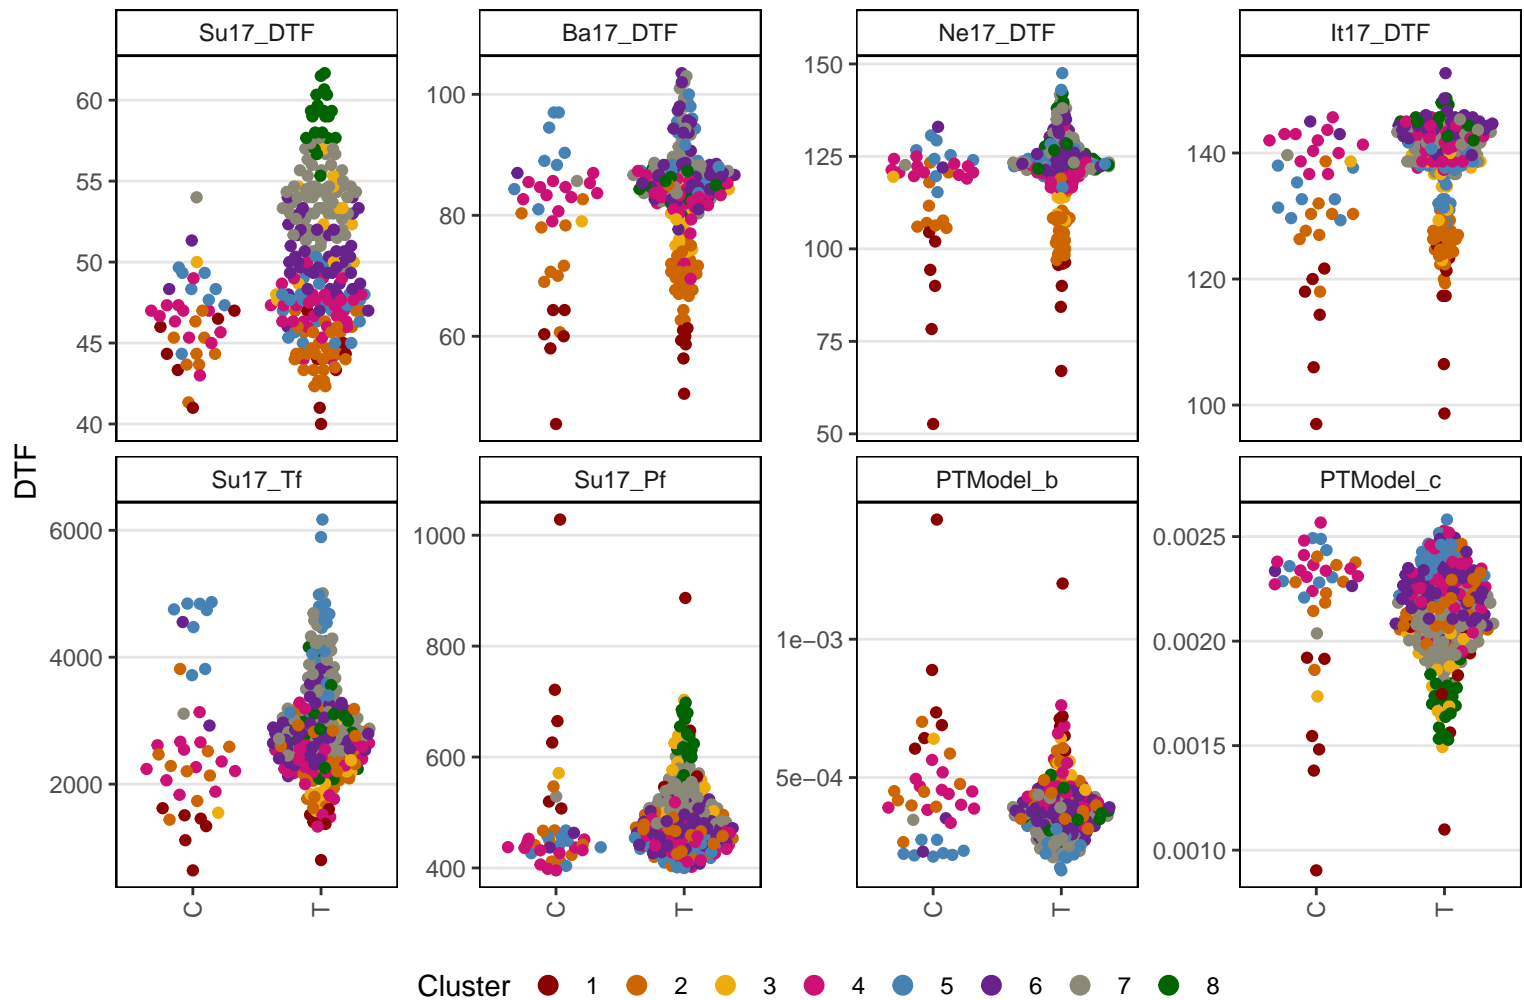 Su17_DTF Ba17_DTF Ne17_DTF It17_DTF
60 100 150 140
55 80 125 120
50 60 100 100
45 75
40 50
DTF
Su17_Tf Su17_Pf PTModel_b PTModel_c
6000 1000 1e−03 0.0025
4000 800 5e−04 0.0020
2000 600 0.0015
400 0.0010
C T C T C T C T
Cluster 1 2 3 4 5 6 7 8